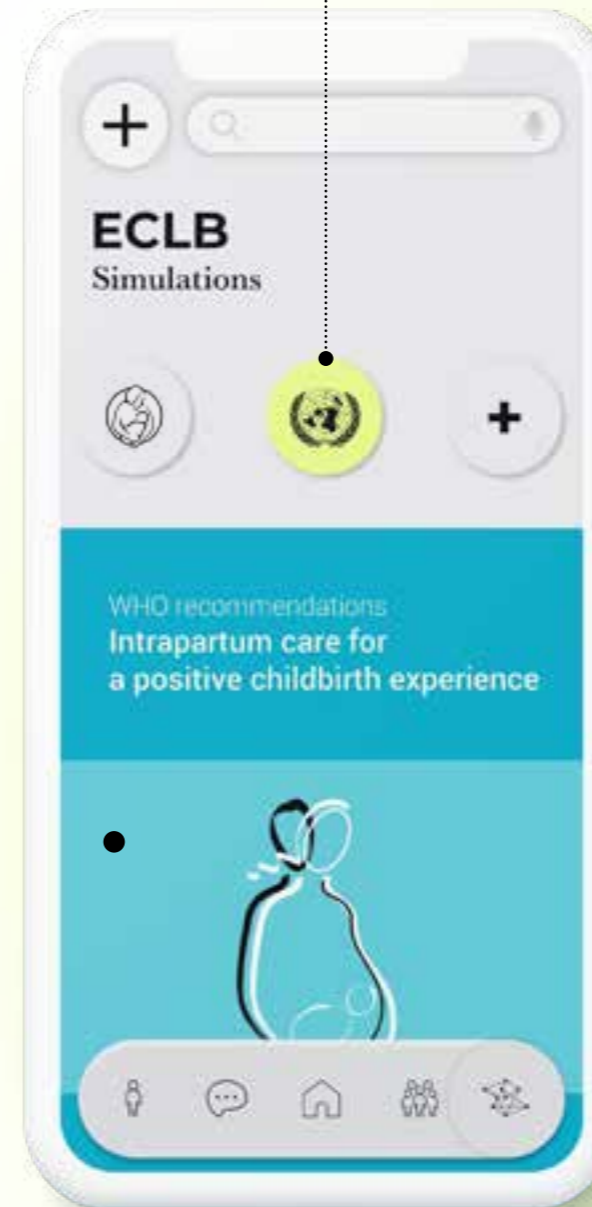 ECLB
Simulations
WHO recommendations
Intrapartum care for
a positive childbirth experience